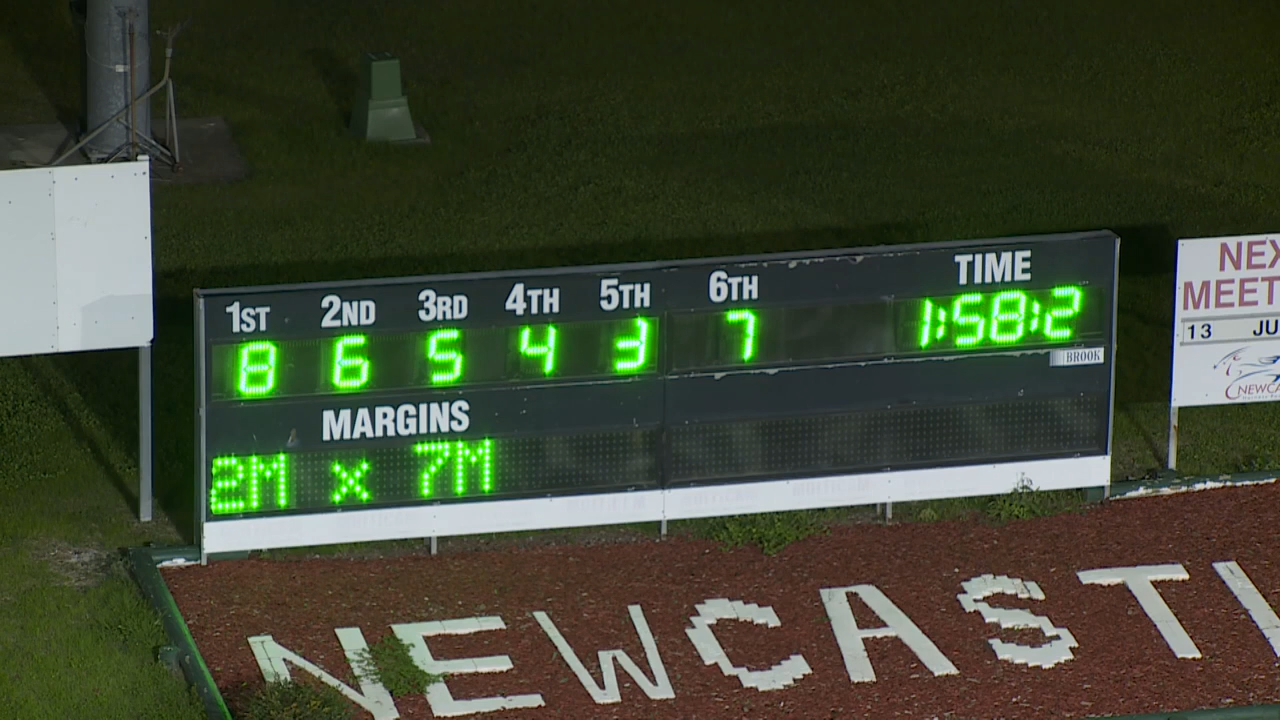 1ST 2ND 3RD 4TH 5TH 6TH TIME
8 6 5 4 3 7 1:58:2
BROOK
MARGINS
2M x 7M
NEX
MEET
13 JU
NEWCA
NEWCASTL